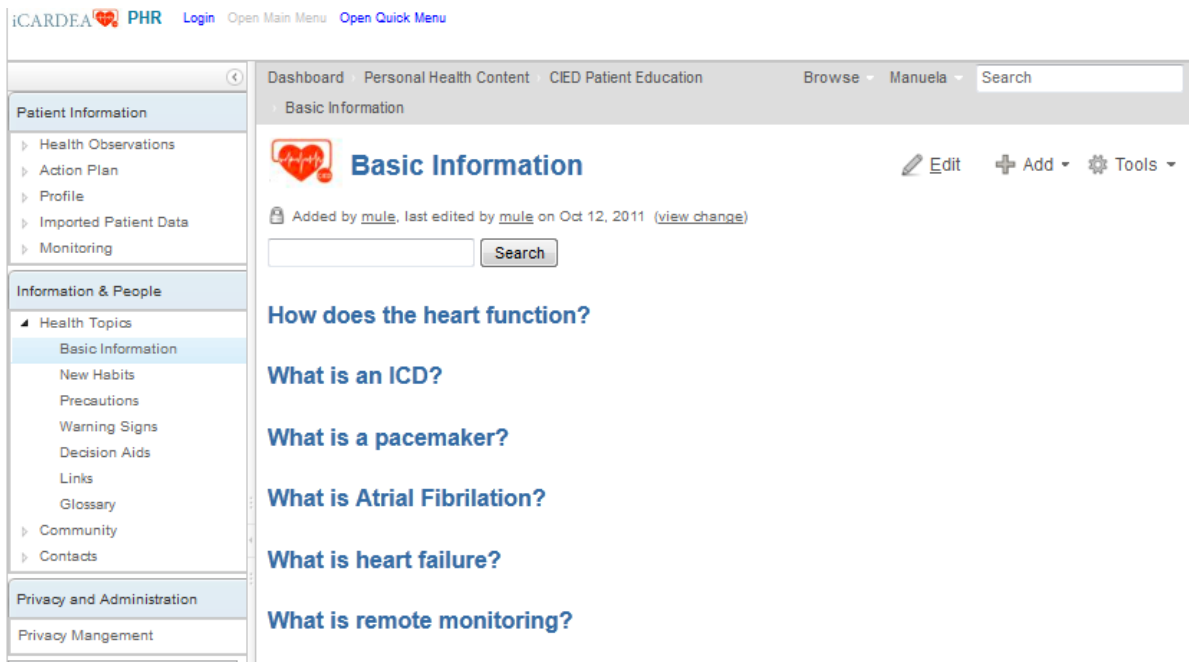 iCARDEA PHR Login Open Main Menu Open Quick Menu
Patient Information
Health Observations
Action Plan
Profile
Imported Patient Data
Monitoring
Information & People
Health Topics
Basic Information
New Habits
Precautions
Warning Signs
Decision Aids
Links
Glossary
Community
Contacts
Privacy and Administration
Privacy Mangement
Dashboard Personal Health Content CIED Patient Education
Basic Information
Browse Manuela Search
CIED
Basic Information
Edit Add Tools
Added by mule, last edited by mule on Oct 12, 2011 (view change)
Search
How does the heart function?
What is an ICD?
What is a pacemaker?
What is Atrial Fibrilation?
What is heart failure?
What is remote monitoring?